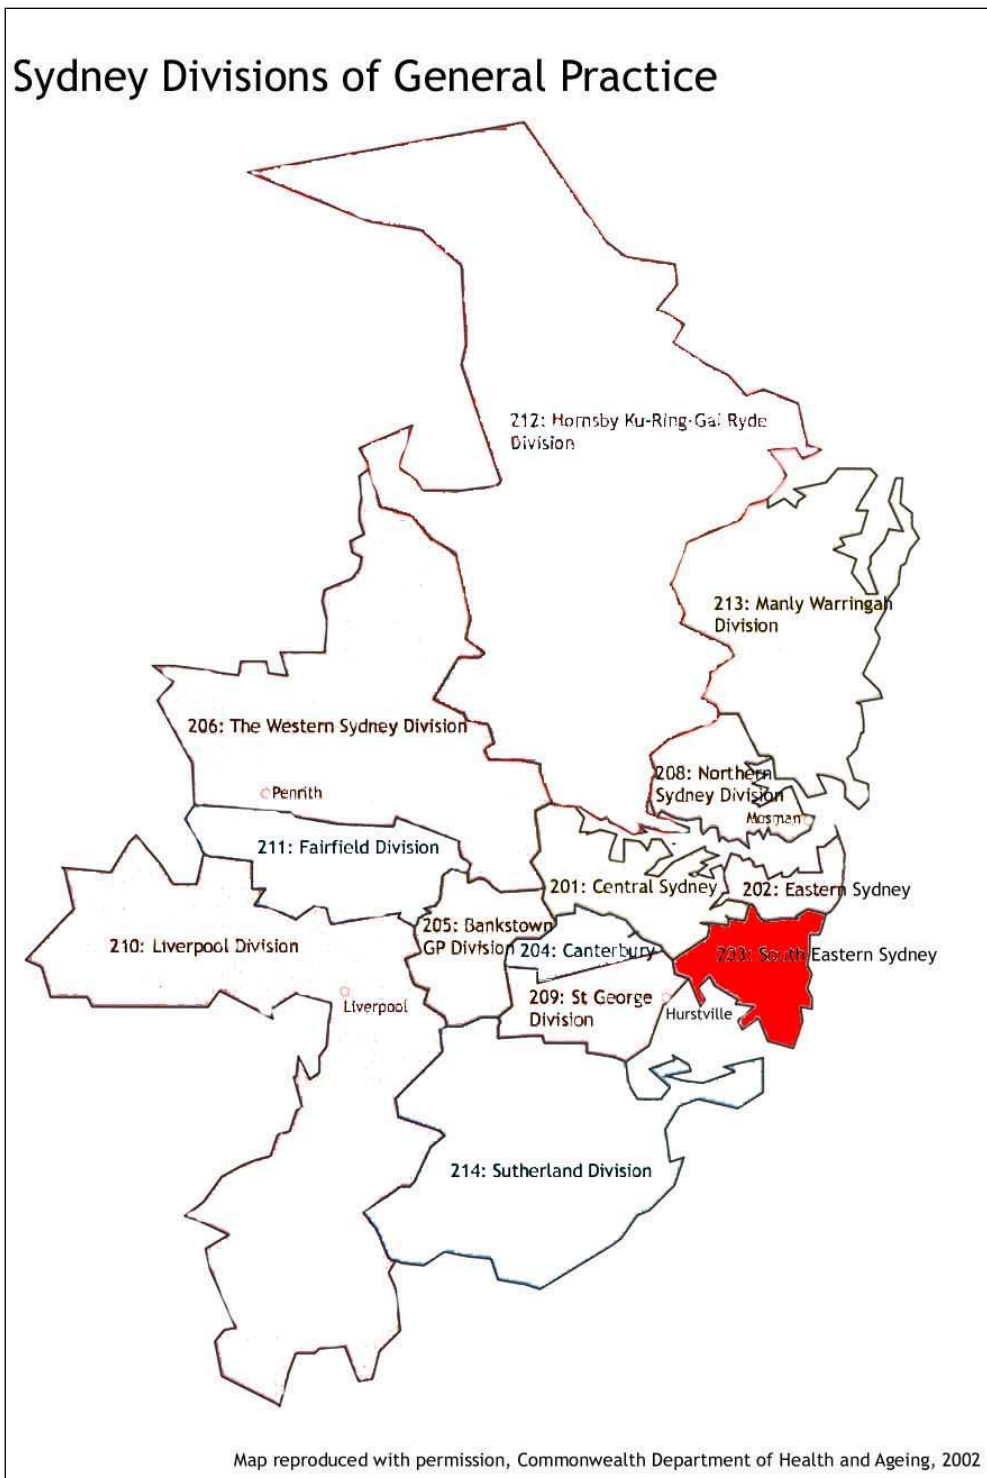 Sydney Divisions of General Practice
212: Hornsby Ku-Ring-Gai Ryde
Division
213: Manly Warringah
Division
206: The Western Sydney Division
208: Northern
Sydney Division
Penrith
Mosman
211: Fairfield Division
201: Central Sydney
202: Eastern Sydney
205: Bankstown
GP Division
210: Liverpool Division
204: Canterbury
203: South Eastern Sydney
209: St George
Division
Liverpool
Hurstville
214: Sutherland Division
Map reproduced with permission, Commonwealth Department of Health and Ageing, 2002